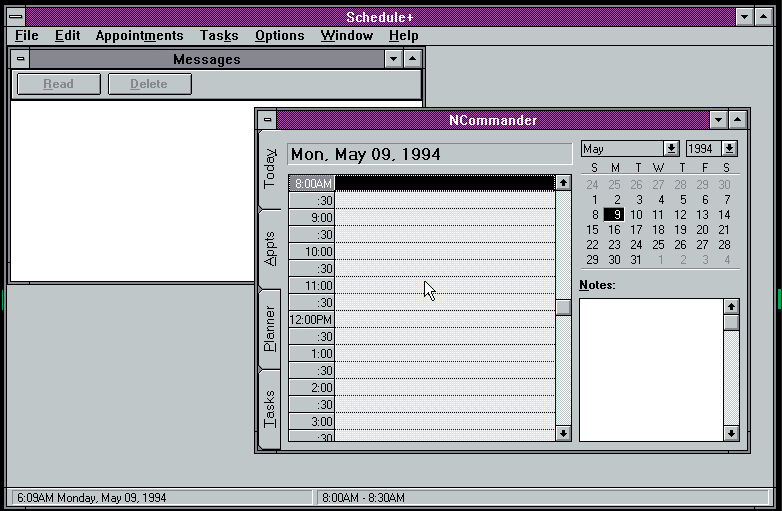 Schedule+
File Edit Appointments Tasks Options Window Help
Messages
Read Delete
NCommander
Today
Appts
Planner
Tasks
Mon, May 09, 1994
8:00AM
:30
9:00
:30
10:00
:30
11:00
:30
12:00PM
:30
1:00
:30
2:00
:30
3:00
:30
May 1994
S M T W T F S
24 25 26 27 28 29 30
1 2 3 4 5 6 7
8 9 10 11 12 13 14
15 16 17 18 19 20 21
22 23 24 25 26 27 28
29 30 31 1 2 3 4
Notes:
6:09AM Monday, May 09, 1994 8:00AM - 8:30AM